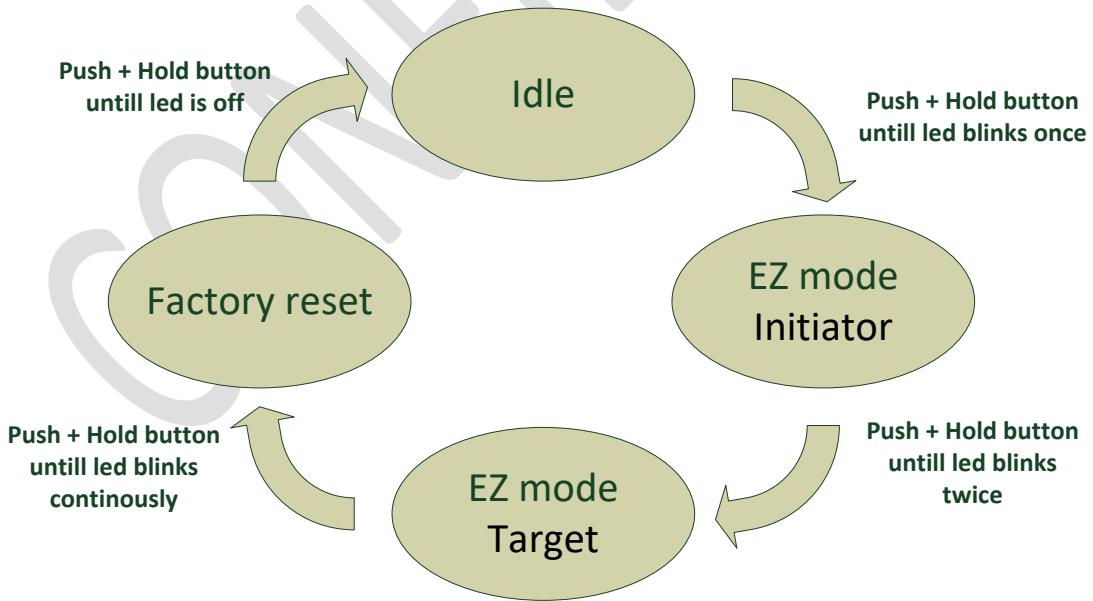 Idle
Push + Hold button
untill led is off
Push + Hold button
untill led blinks once
Factory reset
EZ mode
Initiator
Push + Hold button
untill led blinks
continously
Push + Hold button
untill led blinks
twice
EZ mode
Target